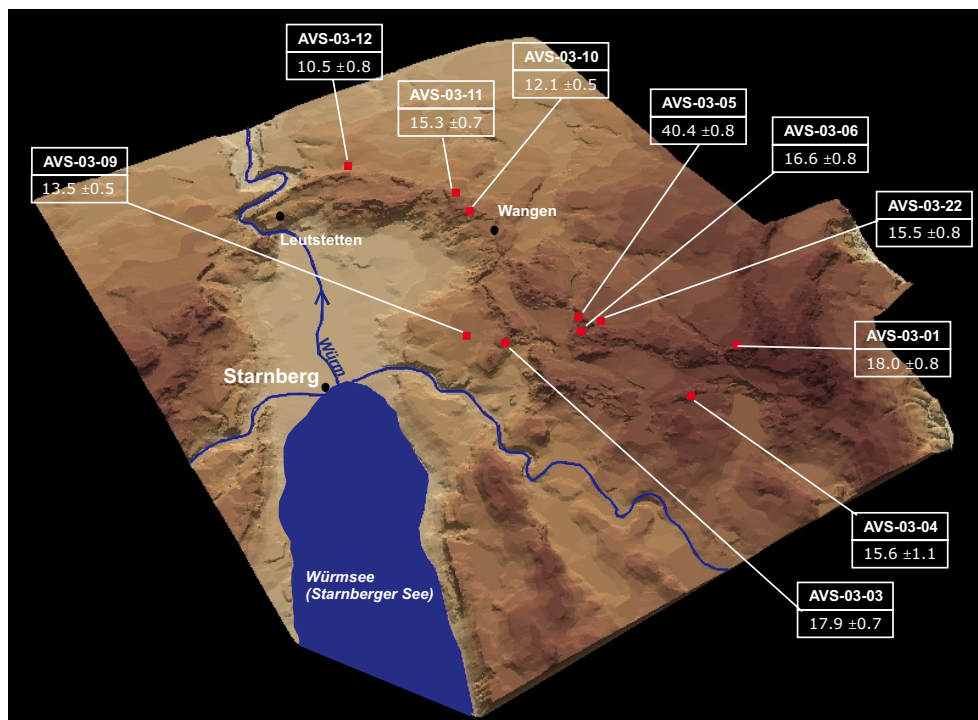 AVS-03-12
10.5 ±0.8
AVS-03-10
12.1 ±0.5
AVS-03-11
15.3 ±0.7
AVS-03-05
40.4 ±0.8
AVS-03-06
16.6 ±0.8
AVS-03-09
13.5 ±0.5
AVS-03-22
15.5 ±0.8
Wangen
Leutstetten
AVS-03-01
18.0 ±0.8
Würm
Starnberg
AVS-03-04
15.6 ±1.1
Würmsee
(Starnberger See)
AVS-03-03
17.9 ±0.7